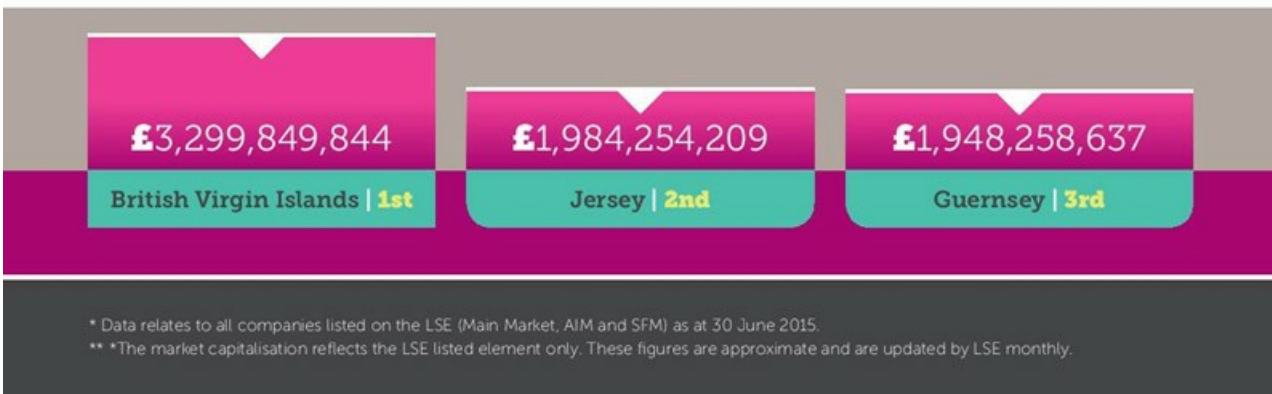 £3,299,849,844
British Virgin Islands | 1st
£1,984,254,209
Jersey | 2nd
£1,948,258,637
Guernsey | 3rd
* Data relates to all companies listed on the LSE (Main Market, AIM and SFM) as at 30 June 2015.
** *The market capitalisation reflects the LSE listed element only. These figures are approximate and are updated by LSE monthly.